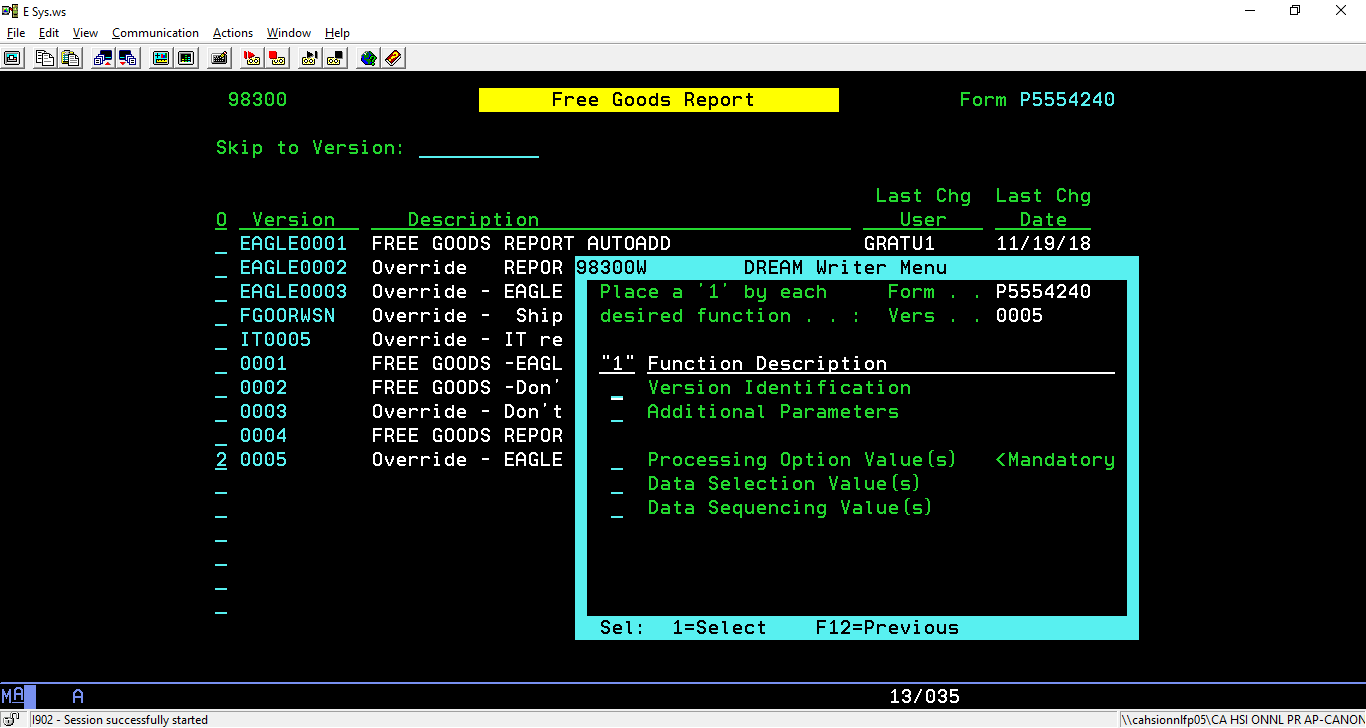 E Sys.ws
File Edit View Communication Actions Window Help
98300 Free Goods Report Form P5554240
Skip to Version:
Last Chg Last Chg
O Version Description User Date
EAGLE0001 FREE GOODS REPORT AUTOADD GRATU1 11/19/18
EAGLE0002 Override REPOR 98300W DREAM Writer Menu
EAGLE0003 Override - EAGLE Place a '1' by each Form . . P5554240
FGOORWSN Override - Ship desired function . . : Vers . . 0005
IT0005 Override - IT re
0001 FREE GOODS -EAGL "1" Function Description
0002 FREE GOODS -Don' Version Identification
0003 Override - Don't Additional Parameters
0004 FREE GOODS REPOR
2 0005 Override - EAGLE Processing Option Value(s) <Mandatory
Data Selection Value(s)
Data Sequencing Value(s)
Sel: 1=Select F12=Previous
MA A 13/035
I902 - Session successfully started \\cahsionnlfp05\CA HSI ONNL PR AP-CANON